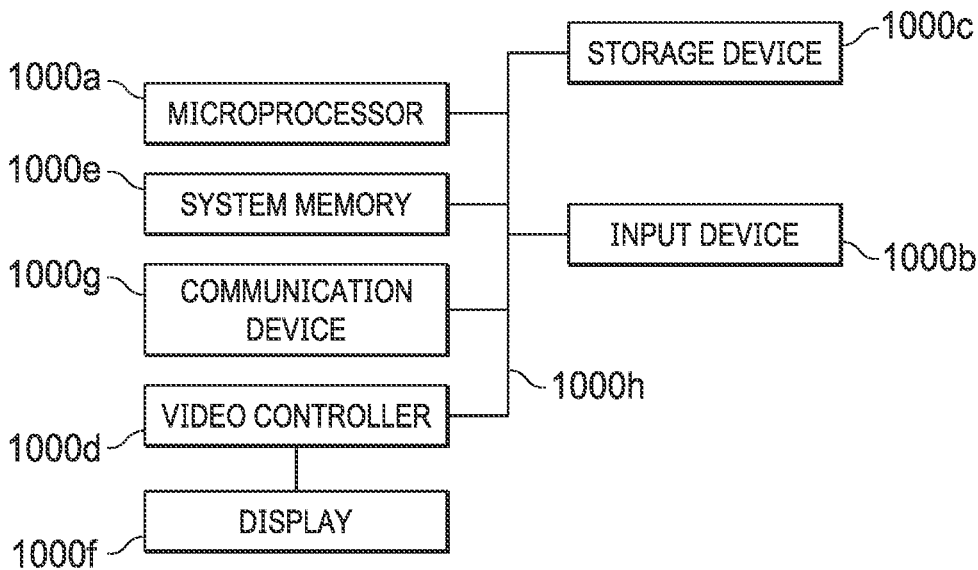 1000c
STORAGE DEVICE
1000a
MICROPROCESSOR
1000e
SYSTEM MEMORY
INPUT DEVICE
1000b
1000g
COMMUNICATION
DEVICE
1000h
VIDEO CONTROLLER
1000d
DISPLAY
1000f